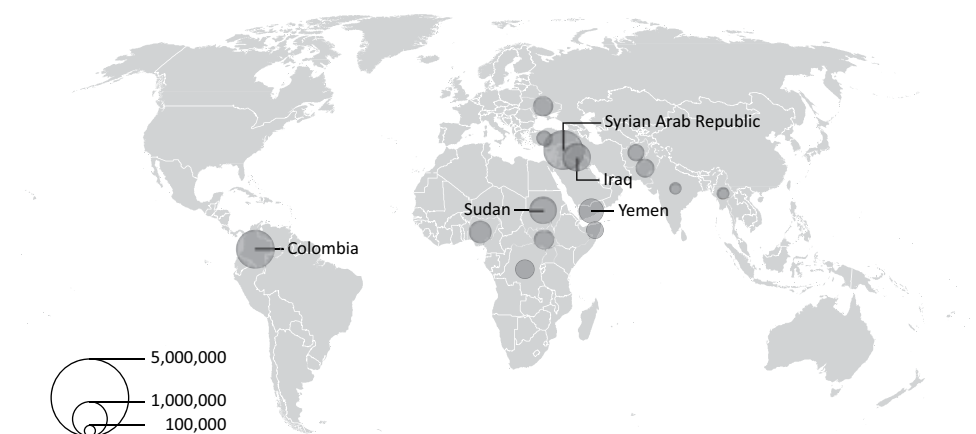 Syrian Arab Republic
Iraq
Sudan
Yemen
Colombia
5,000,000
1,000,000
100,000